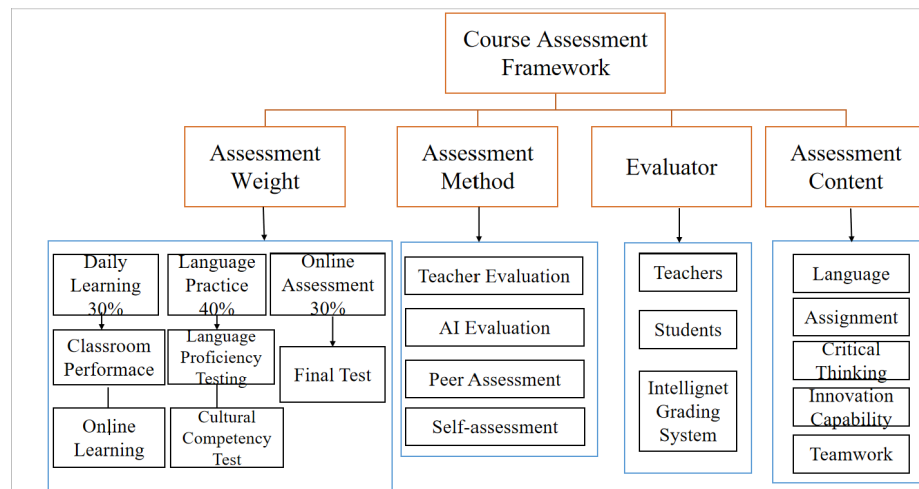 Course Assessment
Framework
Assessment
Weight
Assessment
Method
Evaluator
Assessment
Content
Daily
Learning
30%
Language
Practice
40%
Online
Assessment
30%
Classroom
Performace
Language
Proficiency
Testing
Final Test
Online
Learning
Cultural
Competency
Test
Teacher Evaluation
AI Evaluation
Peer Assessment
Self-assessment
Teachers
Students
Intellignet
Grading
System
Language
Assignment
Critical
Thinking
Innovation
Capability
Teamwork